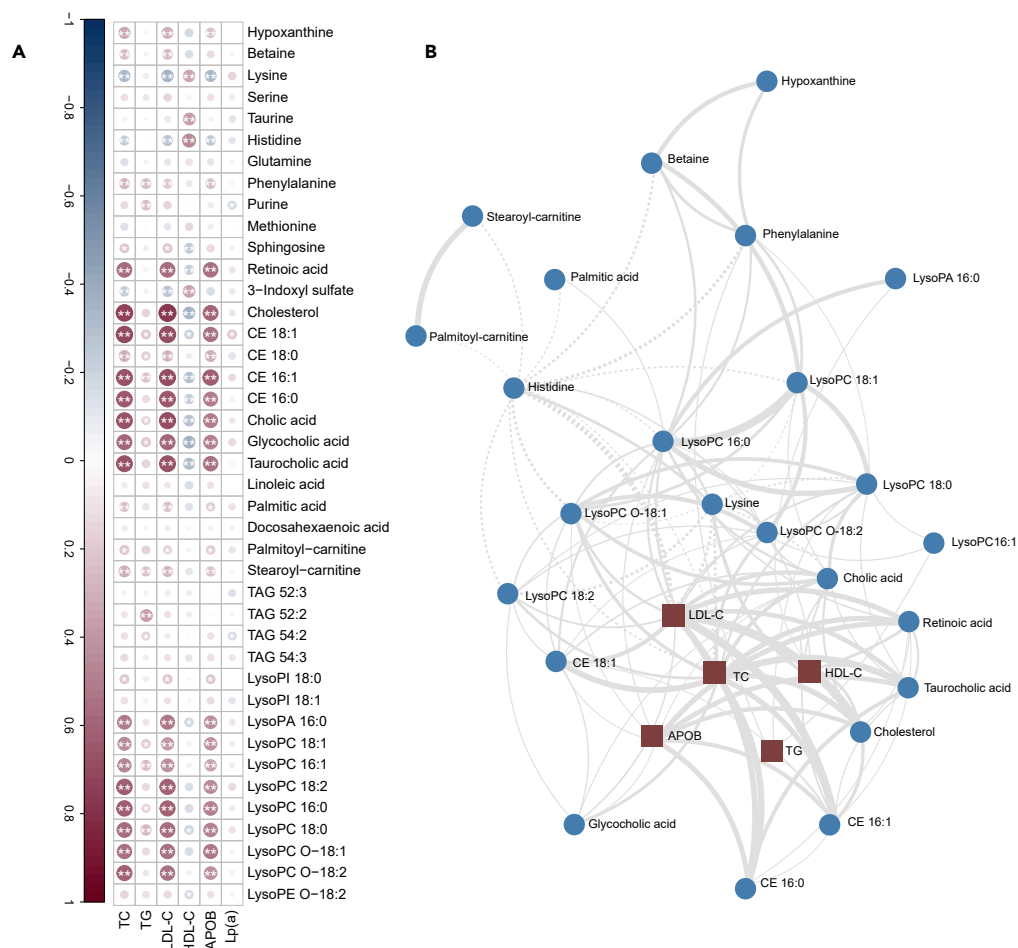 A
−1
−0.8
−0.6
−0.4
−0.2
0
0.2
0.4
0.6
0.8
1
Hypoxanthine
Betaine
Lysine
Serine
Taurine
Histidine
Glutamine
Phenylalanine
Purine
Methionine
Sphingosine
Retinoic acid
3−Indoxyl sulfate
Cholesterol
CE 18:1
CE 18:0
CE 16:1
CE 16:0
Cholic acid
Glycocholic acid
Taurocholic acid
Linoleic acid
Palmitic acid
Docosahexaenoic acid
Palmitoyl−carnitine
Stearoyl−carnitine
TAG 52:3
TAG 52:2
TAG 54:2
TAG 54:3
LysoPI 18:0
LysoPI 18:1
LysoPA 16:0
LysoPC 18:1
LysoPC 16:1
LysoPC 18:2
LysoPC 16:0
LysoPC 18:0
LysoPC O−18:1
LysoPC O−18:2
LysoPE O−18:2
TC
TG
LDL-C
HDL-C
APOB
Lp(a)
B
Hypoxanthine
Betaine
Stearoyl-carnitine
Phenylalanine
Palmitic acid
LysoPA 16:0
Palmitoyl-carnitine
LysoPC 18:1
Histidine
LysoPC 16:0
LysoPC 18:0
Lysine
LysoPC O-18:1
LysoPC O-18:2
LysoPC16:1
Cholic acid
LysoPC 18:2
LDL-C
Retinoic acid
CE 18:1
TC
HDL-C
Taurocholic acid
Cholesterol
APOB
TG
Glycocholic acid
CE 16:1
CE 16:0